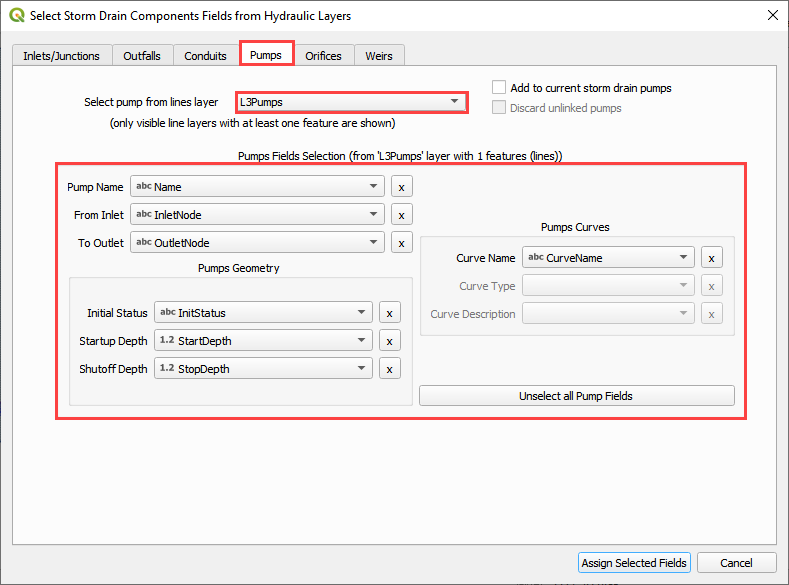 Select Storm Drain Components Fields from Hydraulic Layers
Inlets/Junctions Outfalls Conduits Pumps Orifices Weirs
Select pump from lines layer L3Pumps
(only visible line layers with at least one feature are shown)
Add to current storm drain pumps
Discard unlinked pumps
Pumps Fields Selection (from 'L3Pumps' layer with 1 features (lines))
Pump Name abc Name x
From Inlet abc InletNode x
To Outlet abc OutletNode x
Pumps Geometry
Initial Status abc InitStatus x
Startup Depth 1.2 StartDepth x
Shutoff Depth 1.2 StopDepth x
Pumps Curves
Curve Name abc CurveName x
Curve Type x
Curve Description x
Unselect all Pump Fields
Assign Selected Fields Cancel